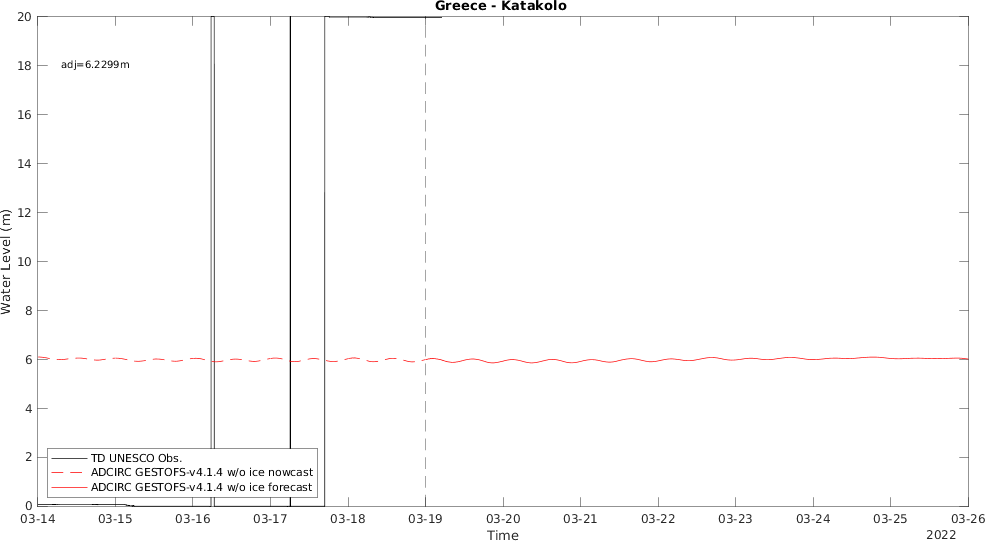 Greece - Katakolo
20
18
16
14
12
10
8
6
4
2
0
Water Level (m)
adj=6.2299m
TD UNESCO Obs.
ADCIRC GESTOFS-v4.1.4 w/o ice nowcast
ADCIRC GESTOFS-v4.1.4 w/o ice forecast
03-14 03-15 03-16 03-17 03-18 03-19 03-20 03-21 03-22 03-23 03-24 03-25 03-26
Time
2022